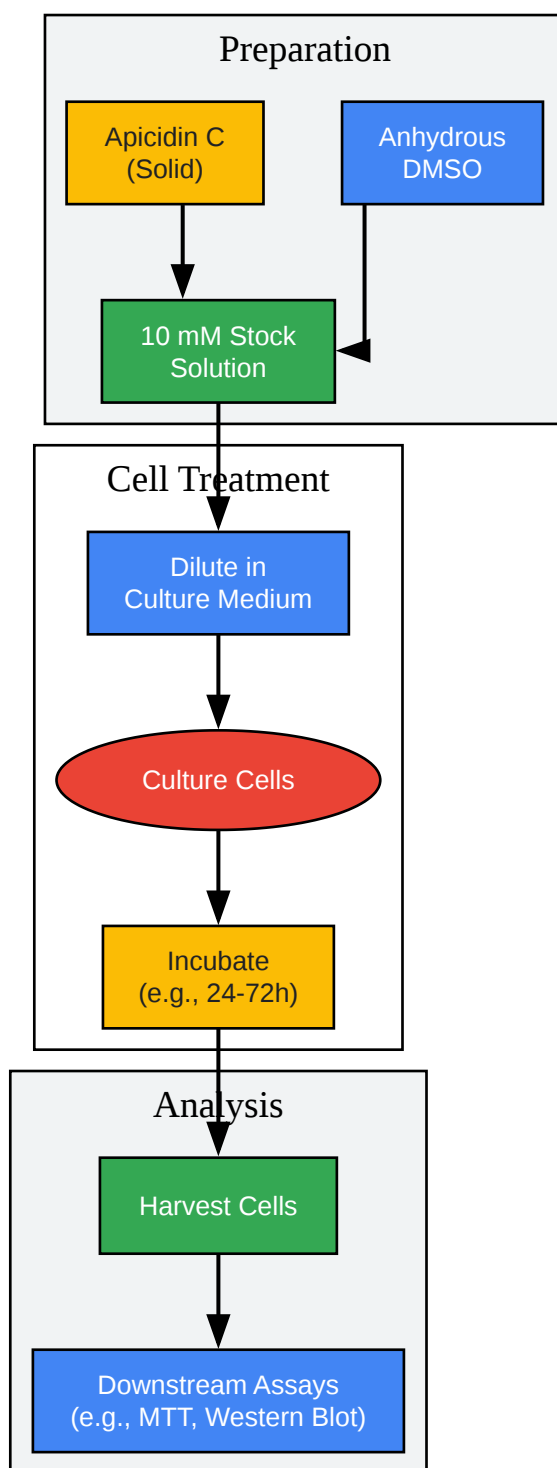 Preparation
Apicidin C
(Solid)
Anhydrous
DMSO
10 mM Stock
Solution
Cell Treatment
Dilute in
Culture Medium
Culture Cells
Incubate
(e.g., 24-72h)
Analysis
Harvest Cells
Downstream Assays
(e.g., MTT, Western Blot)